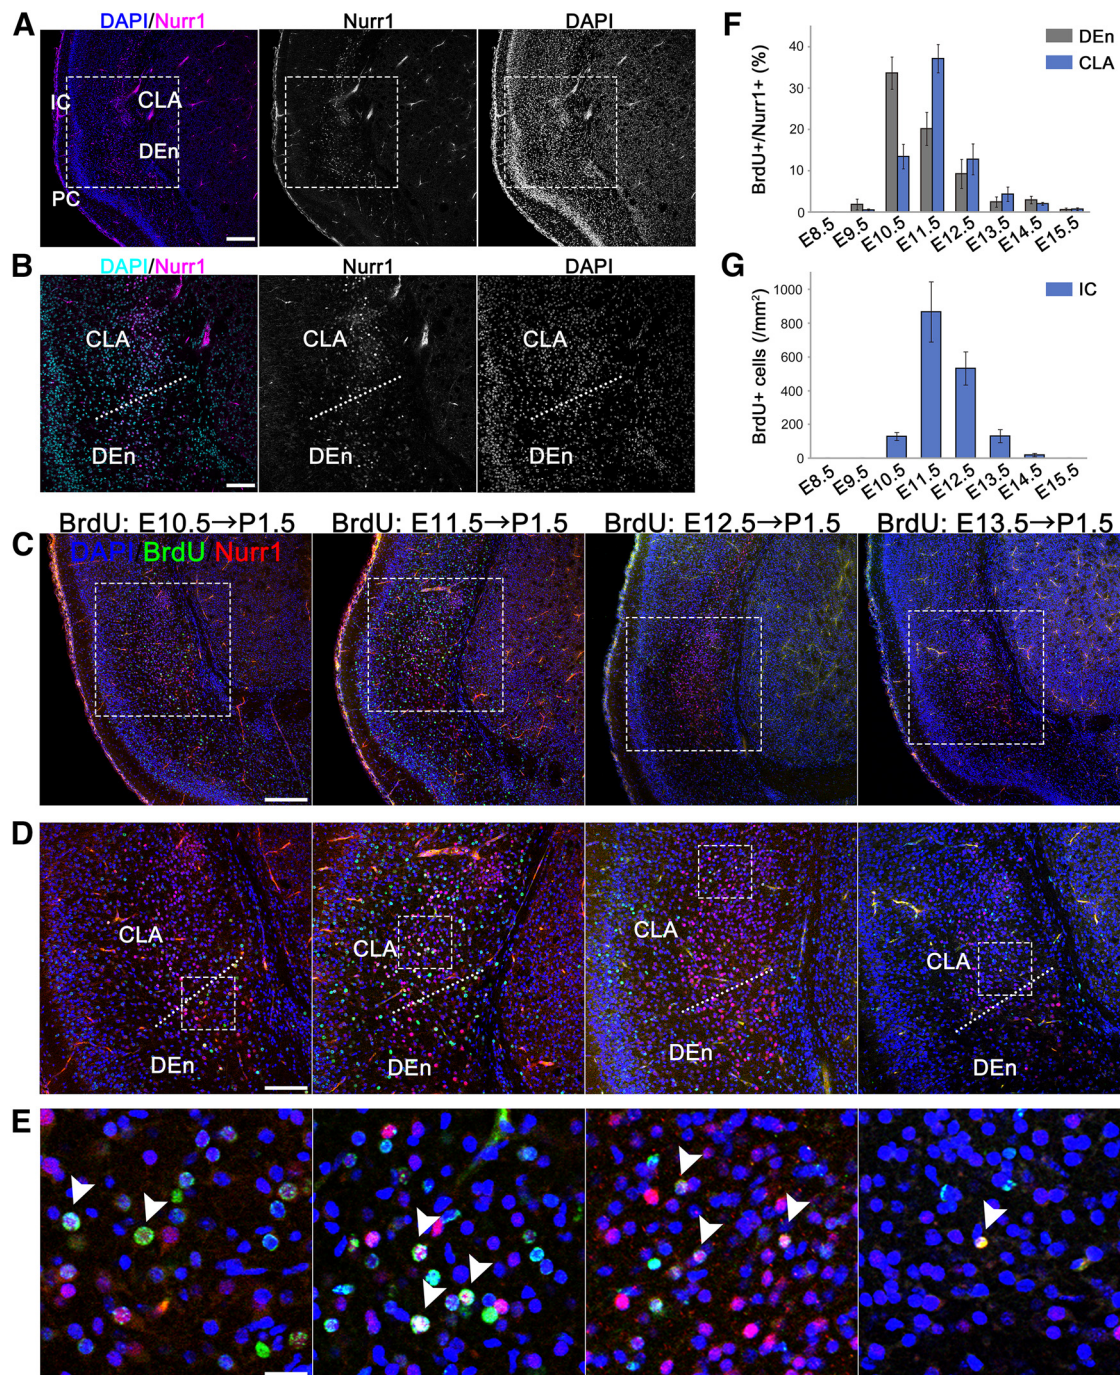 A
DAPI/Nurr1
Nurr1
DAPI
IC
CLA
DEn
PC
B
DAPI/Nurr1
Nurr1
DAPI
CLA
DEn
CLA
DEn
CLA
DEn
F
BrdU+/Nurr1+ (%)
40
30
20
10
0
E8.5
E9.5
E10.5
E11.5
E12.5
E13.5
E14.5
E15.5
DEn
CLA
G
BrdU+ cells (/mm²)
1000
800
600
400
200
0
E8.5
E9.5
E10.5
E11.5
E12.5
E13.5
E14.5
E15.5
IC
BrdU: E10.5→P1.5
BrdU: E11.5→P1.5
BrdU: E12.5→P1.5
BrdU: E13.5→P1.5
C
DAPI/BrdU/Nurr1
D
CLA
DEn
CLA
DEn
CLA
DEn
CLA
DEn
E